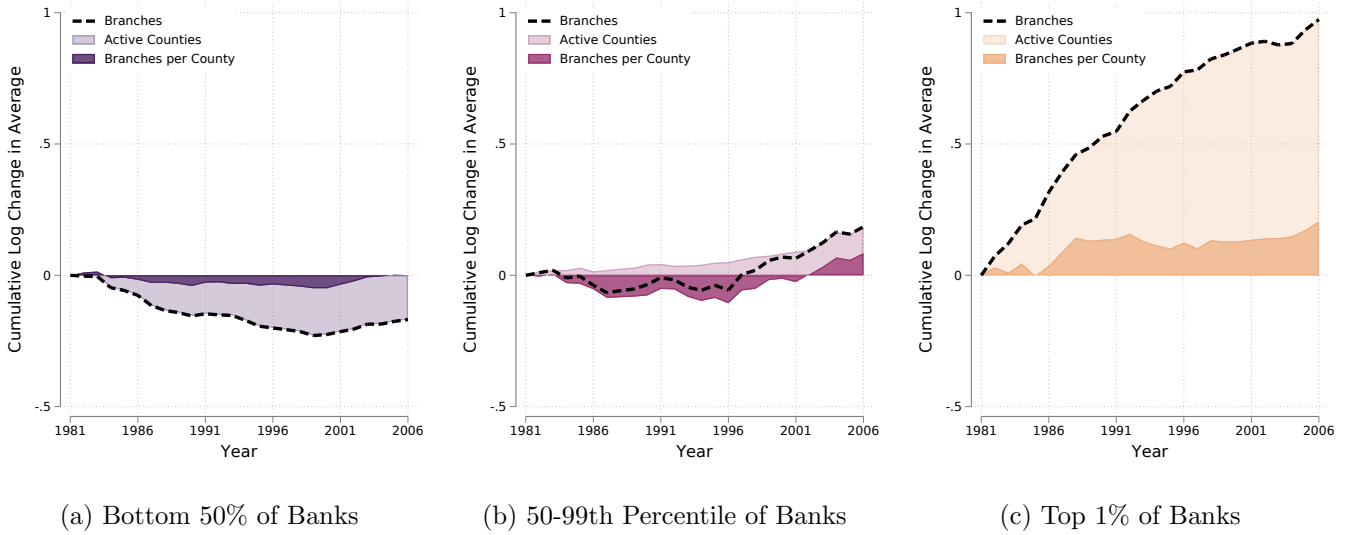 Cumulative Log Change in Average
1
.5
0
-.5
Branches
Active Counties
Branches per County
1981 1986 1991 1996 2001 2006
Year
(a) Bottom 50% of Banks
Cumulative Log Change in Average
1
.5
0
-.5
Branches
Active Counties
Branches per County
1981 1986 1991 1996 2001 2006
Year
(b) 50-99th Percentile of Banks
Cumulative Log Change in Average
1
.5
0
-.5
Branches
Active Counties
Branches per County
1981 1986 1991 1996 2001 2006
Year
(c) Top 1% of Banks